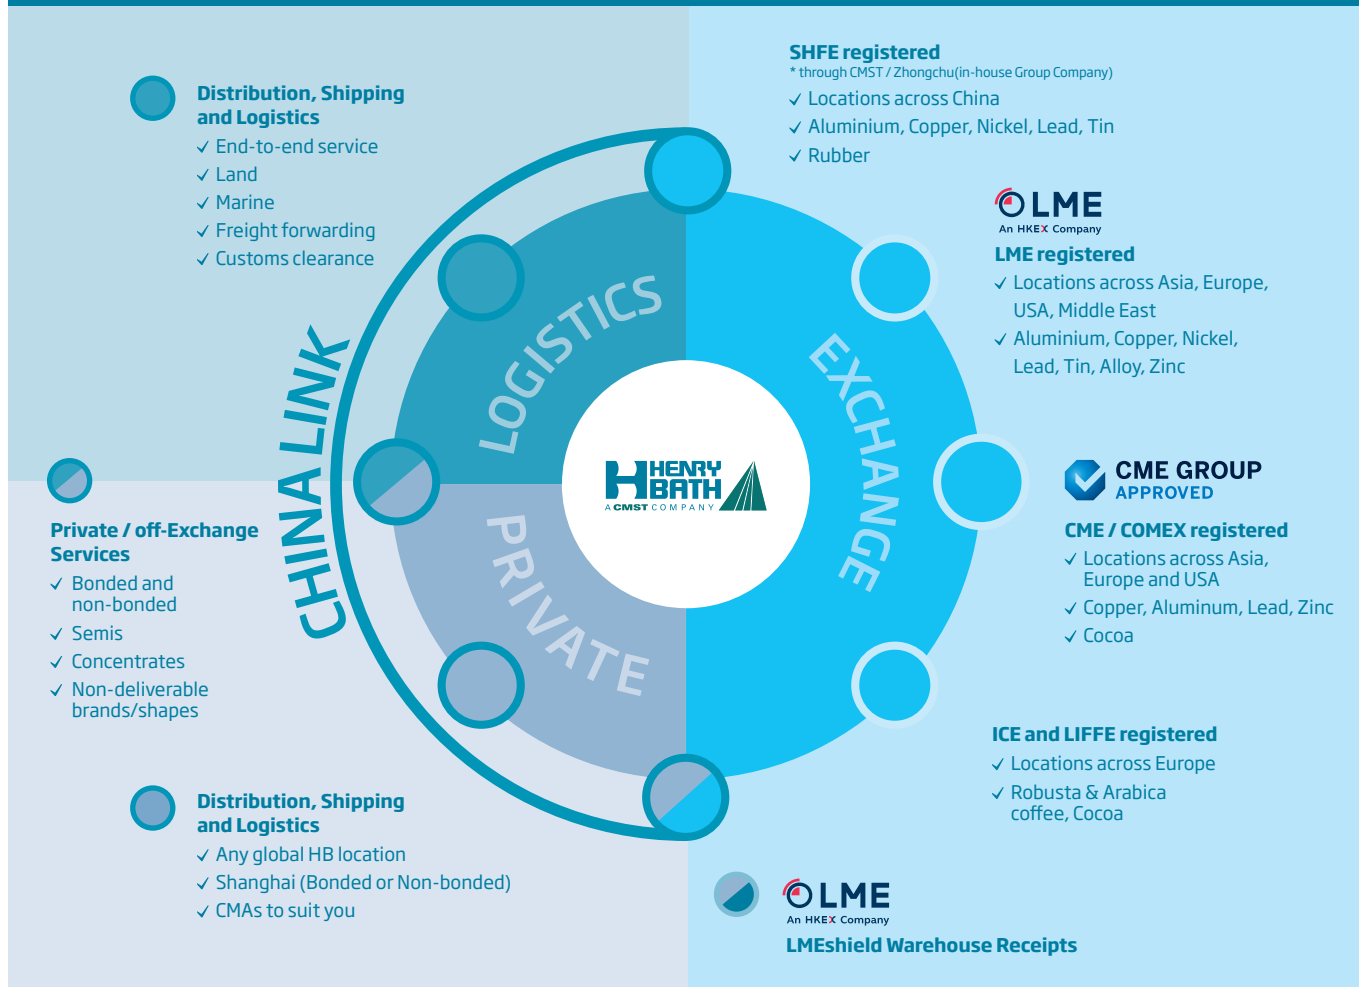 Distribution, Shipping
and Logistics
End-to-end service
Land
Marine
Freight forwarding
Customs clearance
SHFE registered
* through CMST / Zhongchu(in-house Group Company)
Locations across China
Aluminium, Copper, Nickel, Lead, Tin
Rubber
LME
An HKEX Company
LME registered
Locations across Asia, Europe,
USA, Middle East
Aluminium, Copper, Nickel,
Lead, Tin, Alloy, Zinc
CHINA LINK
LOGISTICS
EXCHANGE
PRIVATE
H HENRY
BATH
A CMST COMPANY
CME GROUP
APPROVED
CME / COMEX registered
Locations across Asia,
Europe and USA
Copper, Aluminum, Lead, Zinc
Cocoa
Private / off-Exchange
Services
Bonded and
non-bonded
Semis
Concentrates
Non-deliverable
brands/shapes
ICE and LIFFE registered
Locations across Europe
Robusta & Arabica
coffee, Cocoa
Distribution, Shipping
and Logistics
Any global HB location
Shanghai (Bonded or Non-bonded)
CMAs to suit you
LME
An HKEX Company
LMEshield Warehouse Receipts